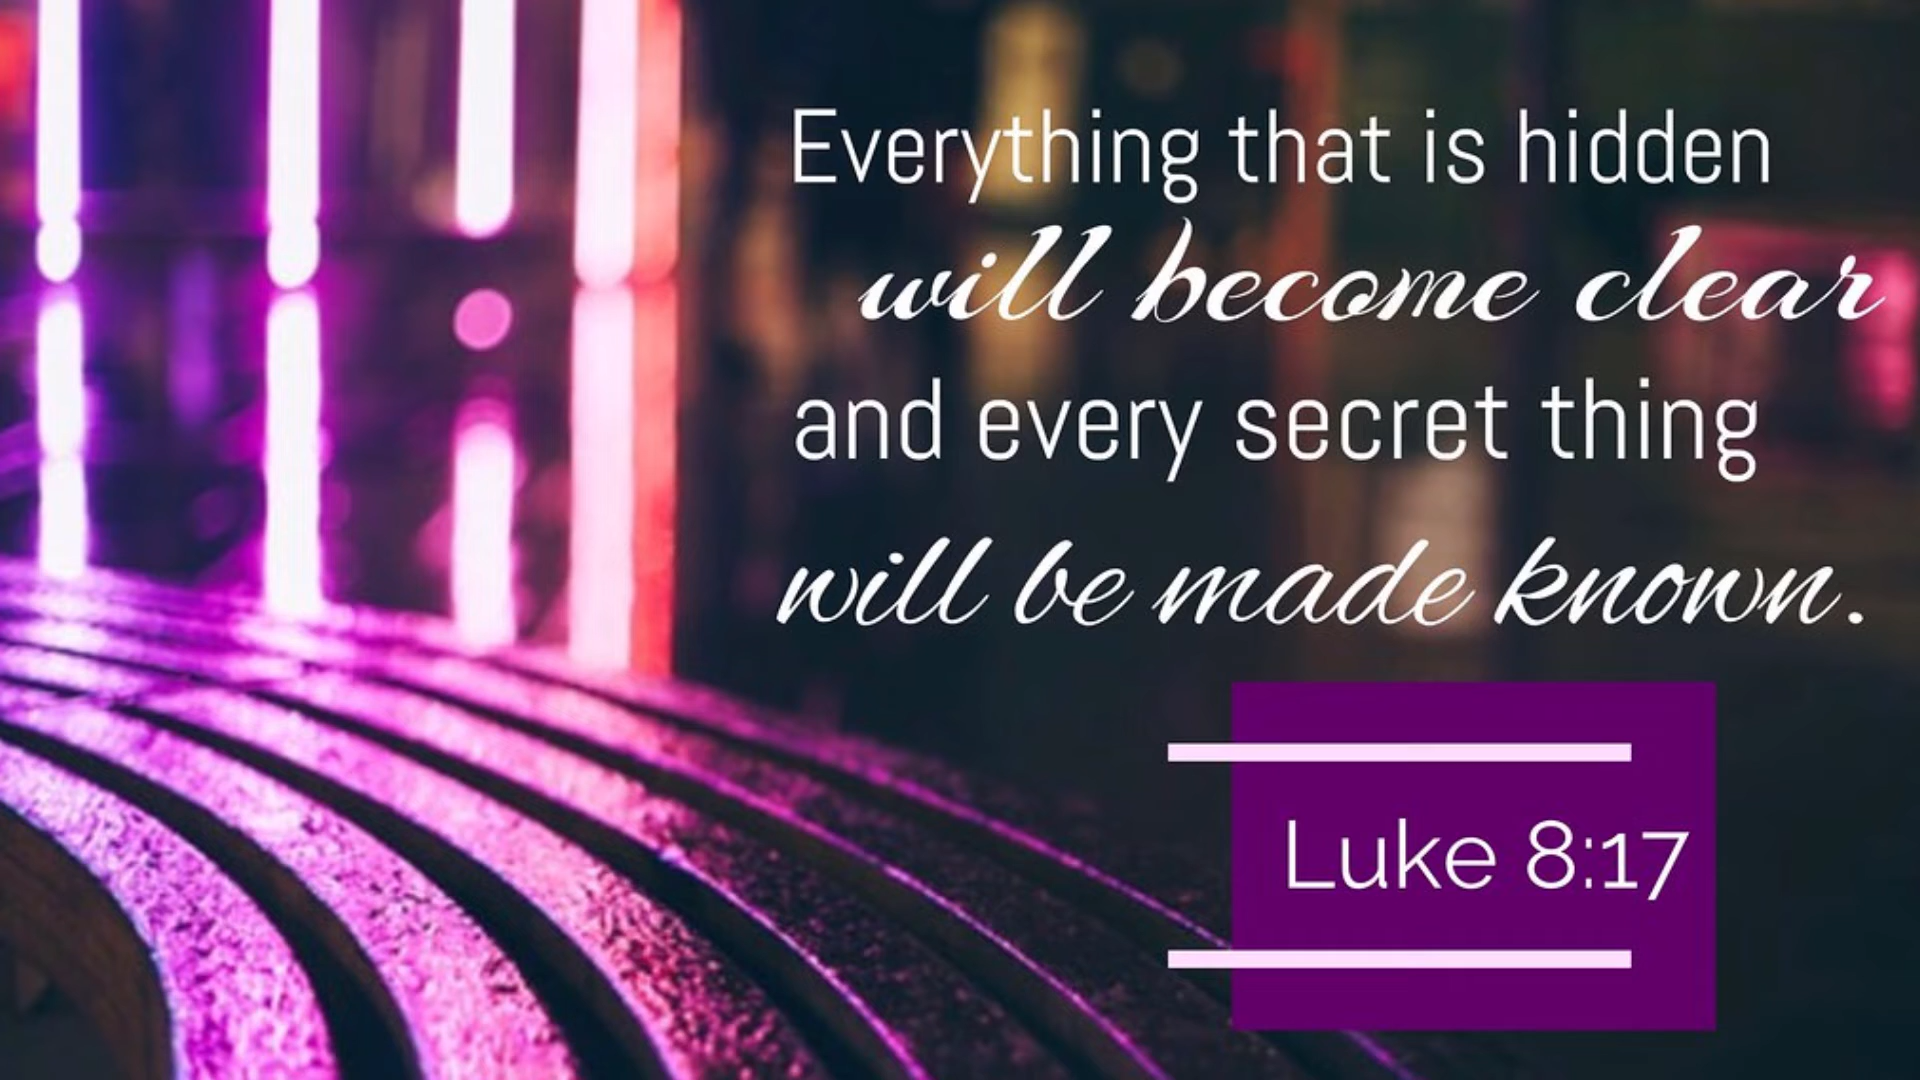 Everything that is hidden
will become clear
and every secret thing
will be made known.
Luke 8:17